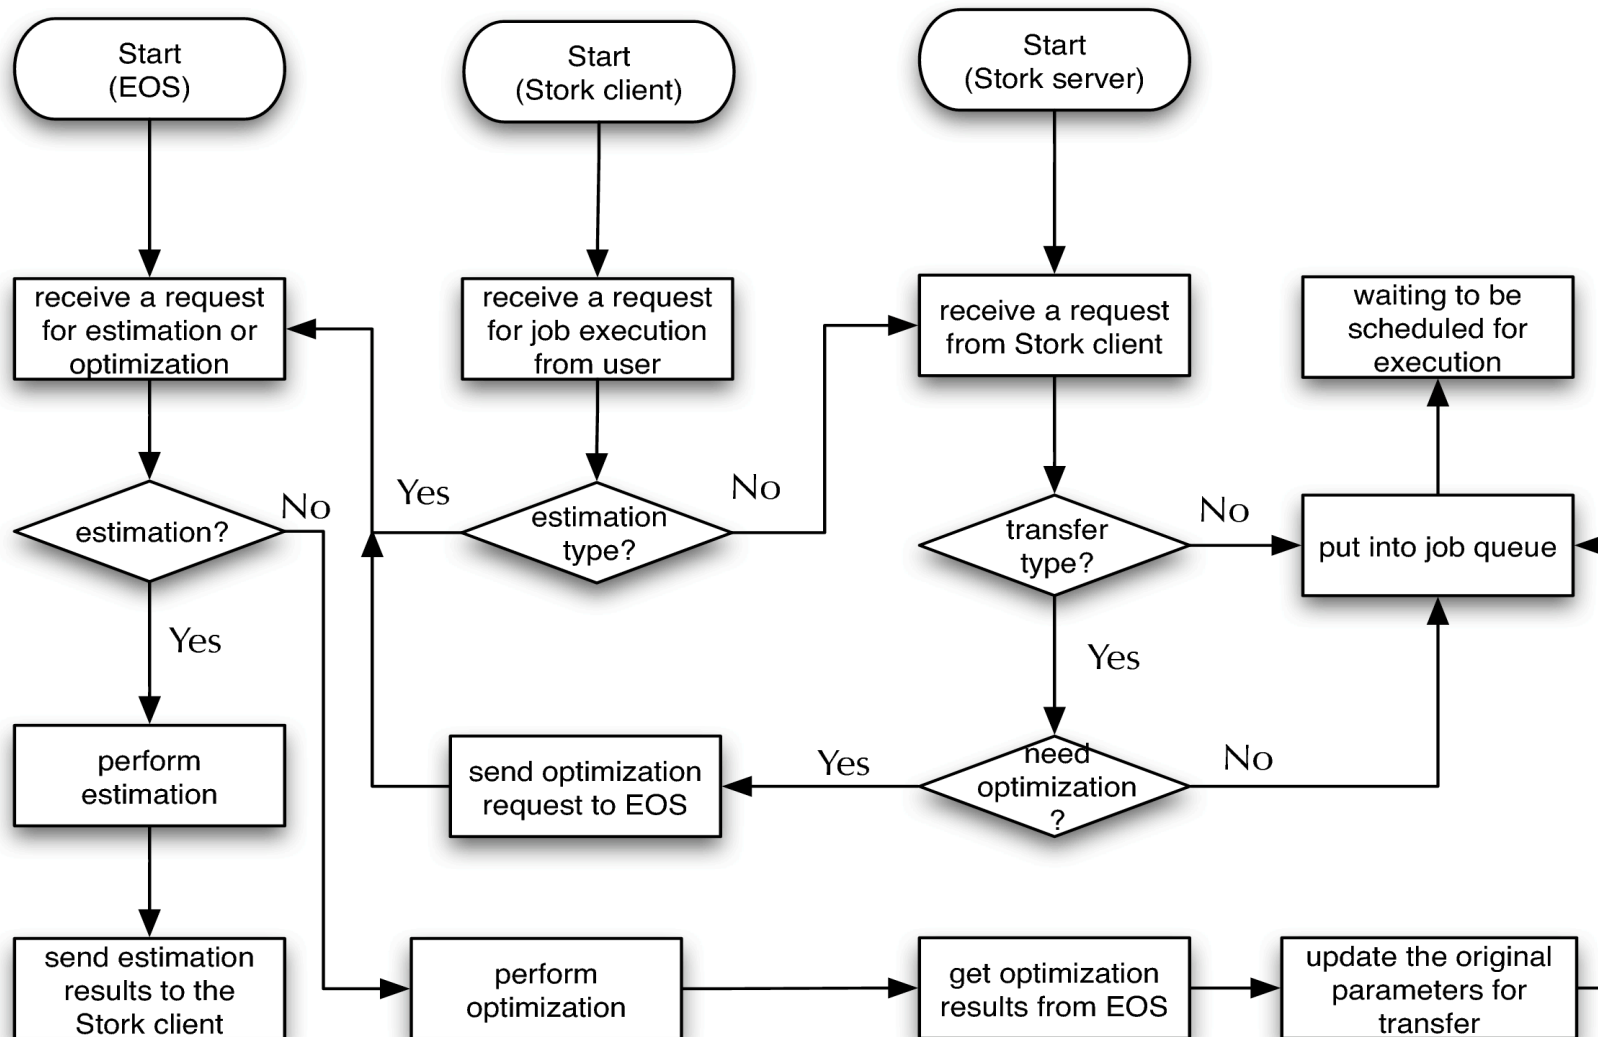 Start
(EOS)
Start
(Stork client)
Start
(Stork server)
receive a request
for estimation or
optimization
receive a request
for job execution
from user
receive a request
from Stork client
waiting to be
scheduled for
execution
estimation?
No
Yes
estimation
type?
No
transfer
type?
No
put into job queue
Yes
Yes
perform
estimation
send optimization
request to EOS
Yes
need
optimization
?
No
send estimation
results to the
Stork client
perform
optimization
get optimization
results from EOS
update the original
parameters for
transfer